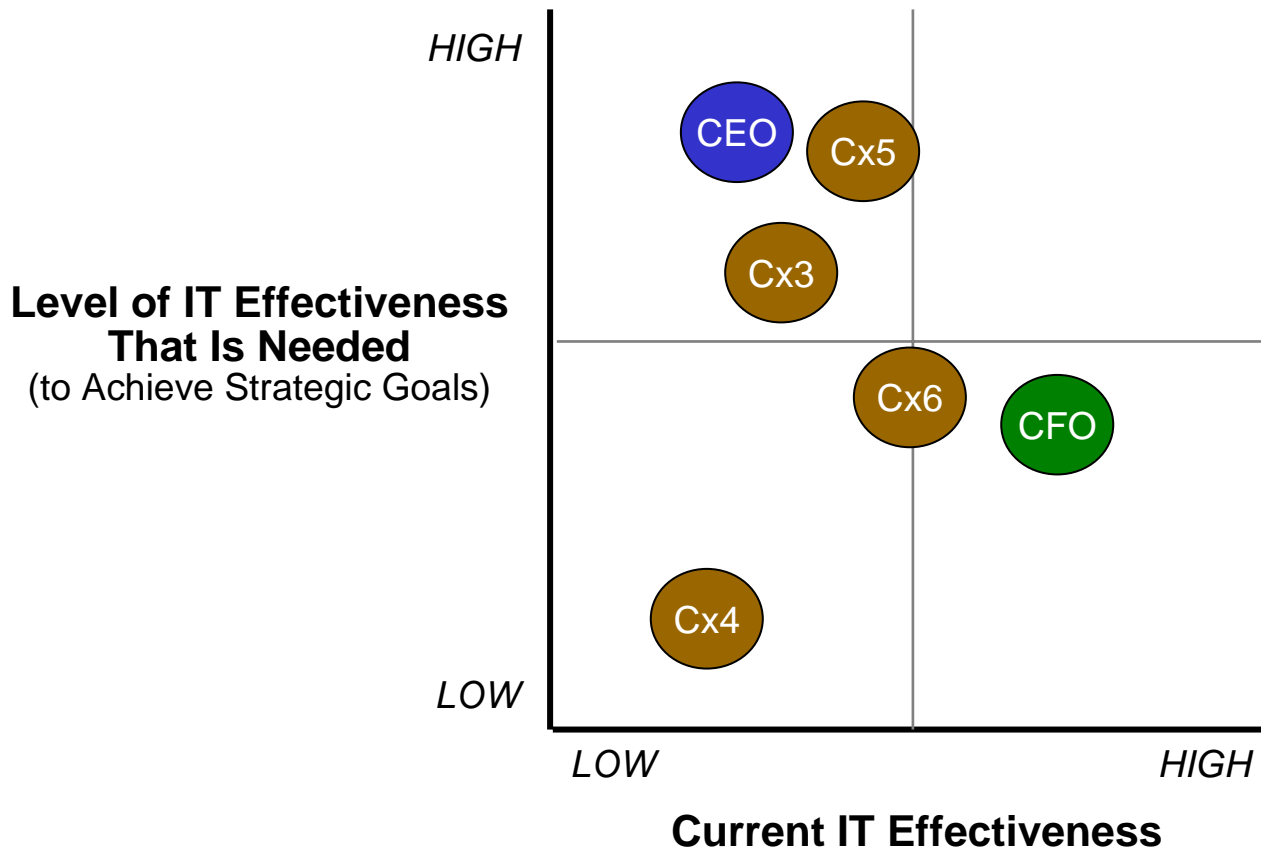 HIGH
CEO
Cx5
Cx3
Level of IT Effectiveness
That Is Needed
(to Achieve Strategic Goals)
Cx6
CFO
Cx4
LOW
LOW
HIGH
Current IT Effectiveness